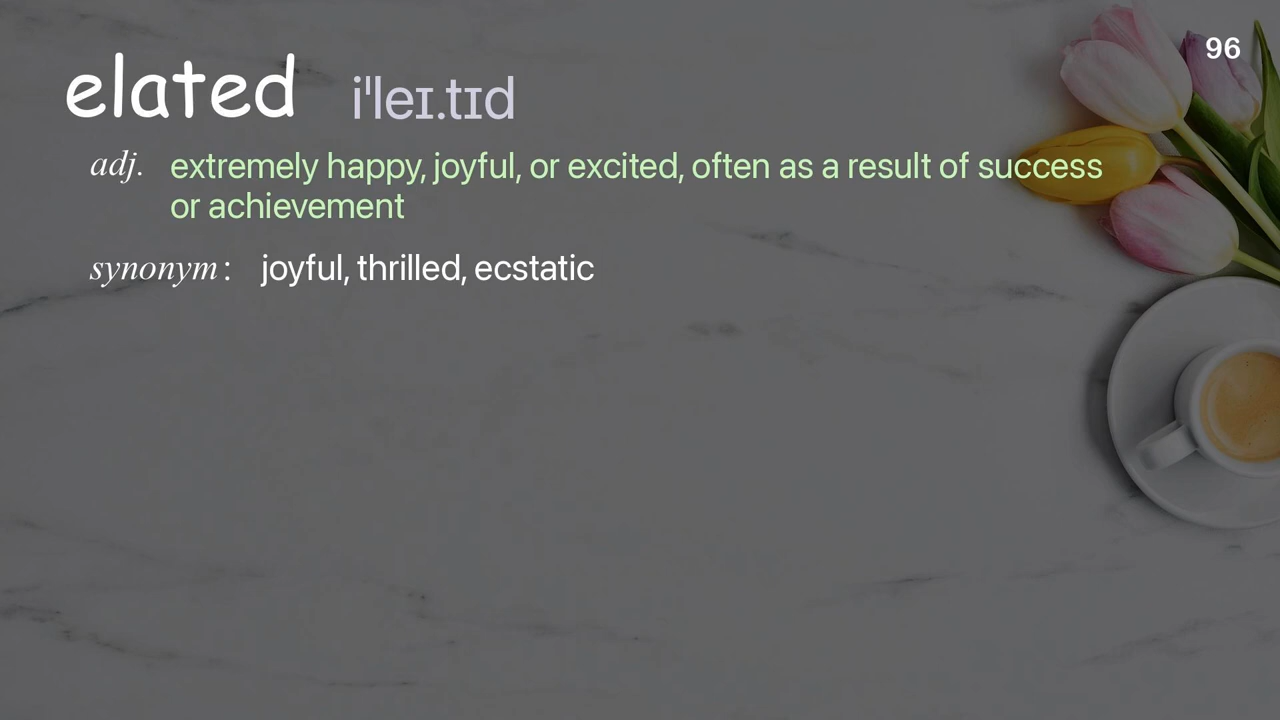 96
elated iˈleɪ.tɪd
adj. extremely happy, joyful, or excited, often as a result of success
or achievement
synonym: joyful, thrilled, ecstatic